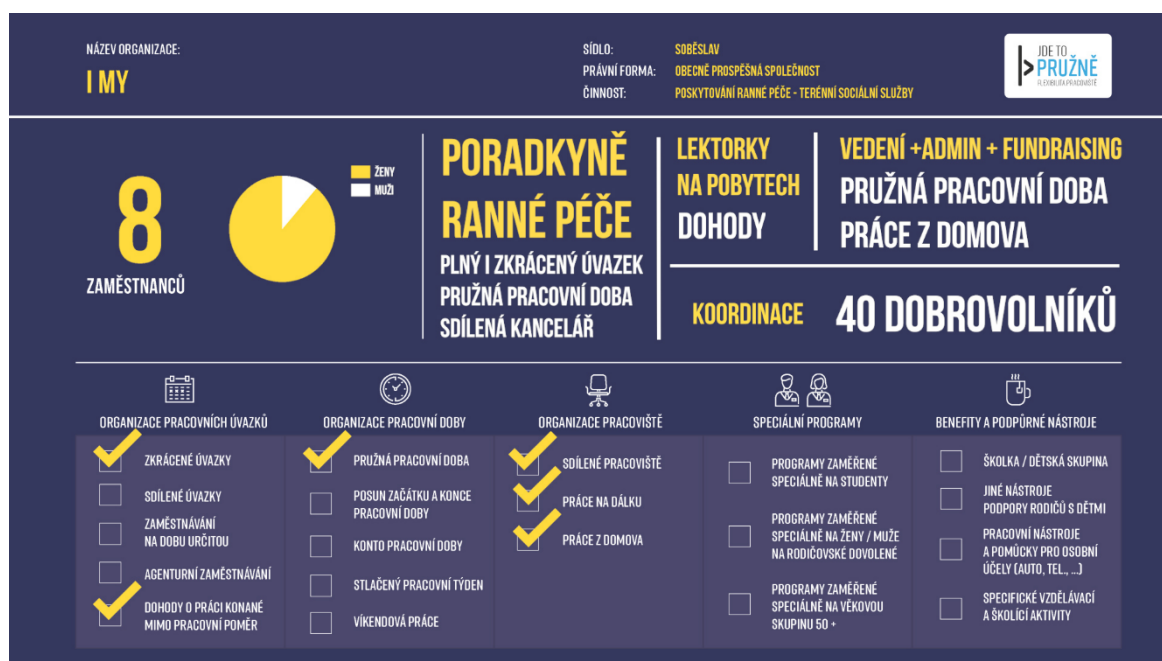 NÁZEV ORGANIZACE:
I MY
SÍDLO: SOBĚSLAV
PRÁVNÍ FORMA: OBECNĚ PROSPĚŠNÁ SPOLEČNOST
ČINNOST: POSKYTOVÁNÍ RANNÉ PÉČE - TERÉNNÍ SOCIÁLNÍ SLUŽBY
JDE TO
PRUŽNĚ
FLEXIBILITA PRACOVIŠTĚ
8
ZAMĚSTNANCŮ
ŽENY
MUŽI
PORADKYNĚ
RANNÉ PÉČE
PLNÝ I ZKRÁCENÝ ÚVAZEK
PRUŽNÁ PRACOVNÍ DOBA
SDÍLENÁ KANCELÁŘ
LEKTORKY
NA POBYTECH
DOHODY
VEDENÍ +ADMIN + FUNDRAISING
PRUŽNÁ PRACOVNÍ DOBA
PRÁCE Z DOMOVA
KOORDINACE 40 DOBROVOLNÍKŮ
ORGANIZACE PRACOVNÍCH ÚVAZKŮ
ZKRÁCENÉ ÚVAZKY
SDÍLENÉ ÚVAZKY
ZAMĚSTNÁVÁNÍ
NA DOBU URČITOU
AGENTURNÍ ZAMĚSTNÁVÁNÍ
DOHODY O PRÁCI KONANÉ
MIMO PRACOVNÍ POMĚR
ORGANIZACE PRACOVNÍ DOBY
PRUŽNÁ PRACOVNÍ DOBA
POSUN ZAČÁTKU A KONCE
PRACOVNÍ DOBY
KONTO PRACOVNÍ DOBY
STLAČENÝ PRACOVNÍ TÝDEN
VÍKENDOVÁ PRÁCE
ORGANIZACE PRACOVIŠTĚ
SDÍLENÉ PRACOVIŠTĚ
PRÁCE NA DÁLKU
PRÁCE Z DOMOVA
SPECIÁLNÍ PROGRAMY
PROGRAMY ZAMĚŘENÉ
SPECIÁLNĚ NA STUDENTY
PROGRAMY ZAMĚŘENÉ
SPECIÁLNĚ NA ŽENY / MUŽE
NA RODIČOVSKÉ DOVOLENÉ
PROGRAMY ZAMĚŘENÉ
SPECIÁLNĚ NA VĚKOVOU
SKUPINU 50 +
BENEFITY A PODPŮRNÉ NÁSTROJE
ŠKOLKA / DĚTSKÁ SKUPINA
JINÉ NÁSTROJE
PODPORY RODIČŮ S DĚTMI
PRACOVNÍ NÁSTROJE
A POMŮCKY PRO OSOBNÍ
ÚČELY (AUTO, TEL., ...)
SPECIFICKÉ VZDĚLÁVACÍ
A ŠKOLÍCÍ AKTIVITY